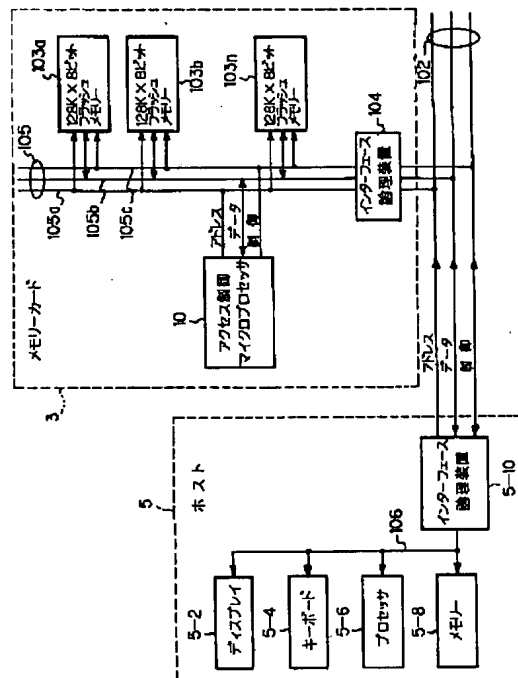 メモリーカード
3
10
アクセス制御
マイクロプロセッサ
アドレス
データ
制御
105
105a
105b
105c
128K×8ビット
フラッシュ
メモリー
103a
128K×8ビット
フラッシュ
メモリー
103b
128K×8ビット
フラッシュ
メモリー
103n
インターフェース
論理装置
104
102
ホスト
5
5-2
ディスプレイ
5-4
キーボード
5-6
プロセッサ
5-8
メモリー
106
インターフェース
論理装置
5-10
アドレス
データ
制御